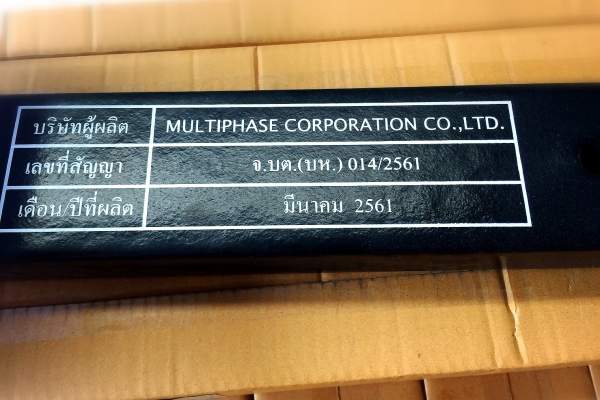 บริษัทผู้ผลิต MULTIPHASE CORPORATION CO.,LTD.
เลขที่สัญญา จ.บต.(บห.) 014/2561
เดือน/ปีที่ผลิต มีนาคม 2561